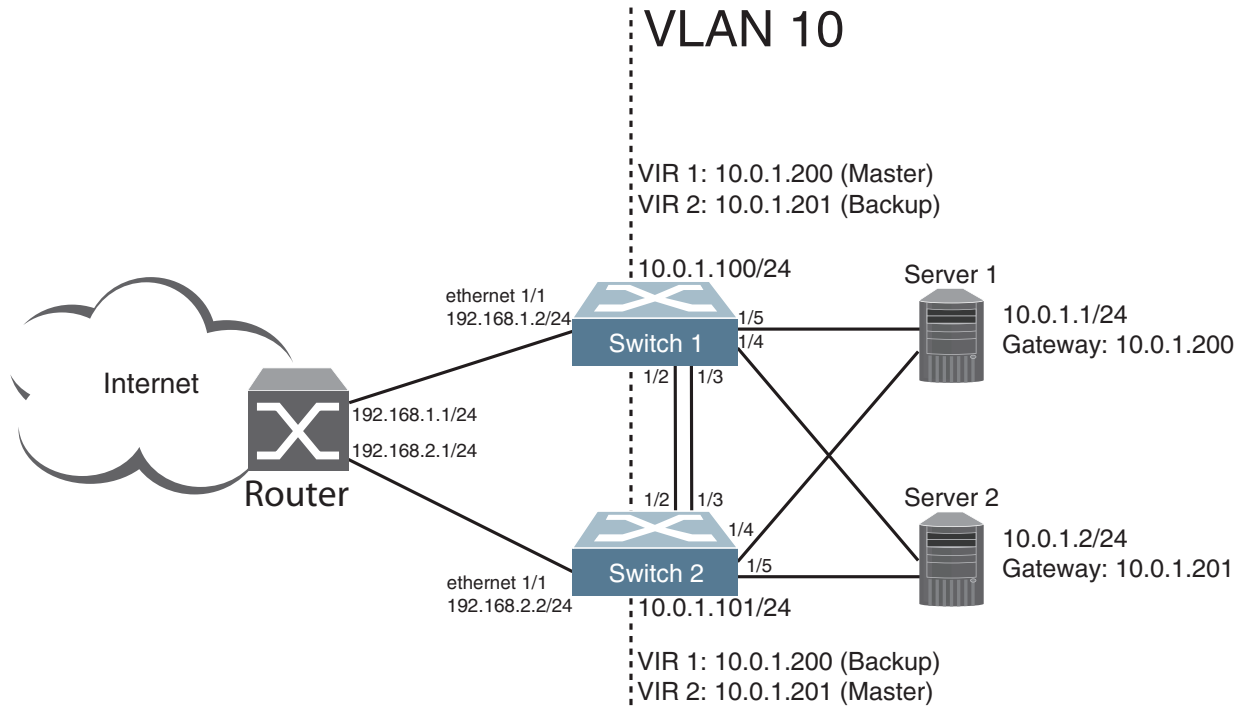 VLAN 10
VIR 1: 10.0.1.200 (Master)
VIR 2: 10.0.1.201 (Backup)
10.0.1.100/24
Server 1
ethernet 1/1
192.168.1.2/24
1/5
10.0.1.1/24
Switch 1
1/4
Gateway: 10.0.1.200
1/2
1/3
Internet
192.168.1.1/24
192.168.2.1/24
Router
1/2
1/3
Server 2
1/4
10.0.1.2/24
Switch 2
1/5
Gateway: 10.0.1.201
ethernet 1/1
192.168.2.2/24
10.0.1.101/24
VIR 1: 10.0.1.200 (Backup)
VIR 2: 10.0.1.201 (Master)